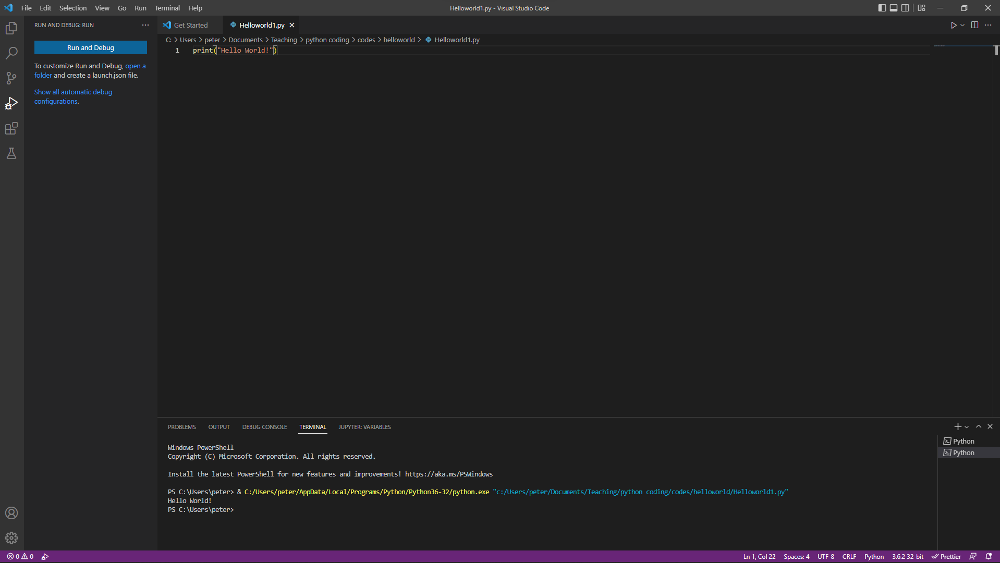 File Edit Selection View Go Run Terminal Help
Helloworld1.py - Visual Studio Code
RUN AND DEBUG: RUN
Run and Debug
To customize Run and Debug, open a
folder and create a launch.json file.
Show all automatic debug
configurations.
Get Started
Helloworld1.py
C: > Users > peter > Documents > Teaching > python coding > codes > helloworld > Helloworld1.py
1 print("Hello World!")
PROBLEMS OUTPUT DEBUG CONSOLE TERMINAL JUPYTER: VARIABLES
Windows PowerShell
Copyright (C) Microsoft Corporation. All rights reserved.
Install the latest PowerShell for new features and improvements! https://aka.ms/PSWindows
PS C:\Users\peter> & C:/Users/peter/AppData/Local/Programs/Python/Python36-32/python.exe "c:/Users/peter/Documents/Teaching/python coding/codes/helloworld/Helloworld1.py"
Hello World!
PS C:\Users\peter>
Python
Python
0 0
Ln 1, Col 22 Spaces: 4 UTF-8 CRLF Python 3.6.2 32-bit Prettier